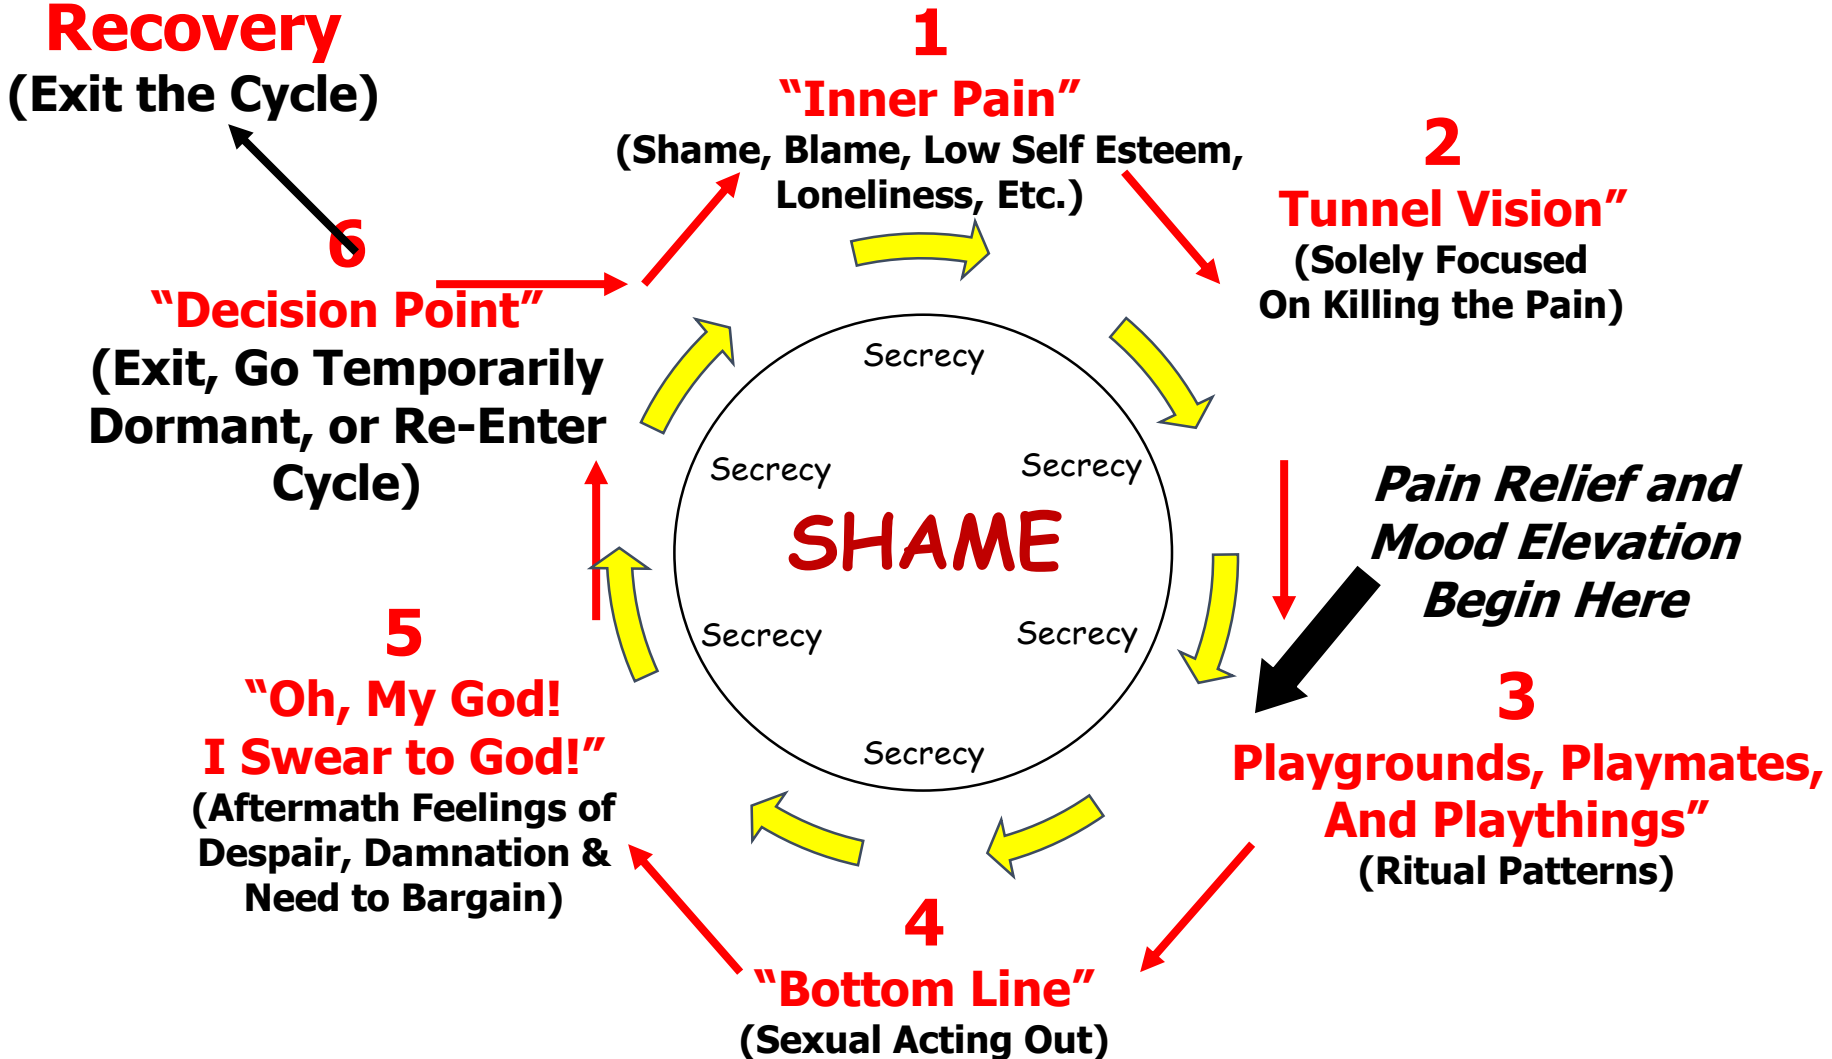 Recovery
(Exit the Cycle)
1
“Inner Pain”
(Shame, Blame, Low Self Esteem,
Loneliness, Etc.)
2
Tunnel Vision”
(Solely Focused
On Killing the Pain)
Pain Relief and
Mood Elevation
Begin Here
3
Playgrounds, Playmates,
And Playthings”
(Ritual Patterns)
4
“Bottom Line”
(Sexual Acting Out)
5
“Oh, My God!
I Swear to God!”
(Aftermath Feelings of
Despair, Damnation &
Need to Bargain)
6
“Decision Point”
(Exit, Go Temporarily
Dormant, or Re-Enter
Cycle)
Secrecy
Secrecy
Secrecy
SHAME
Secrecy
Secrecy
Secrecy